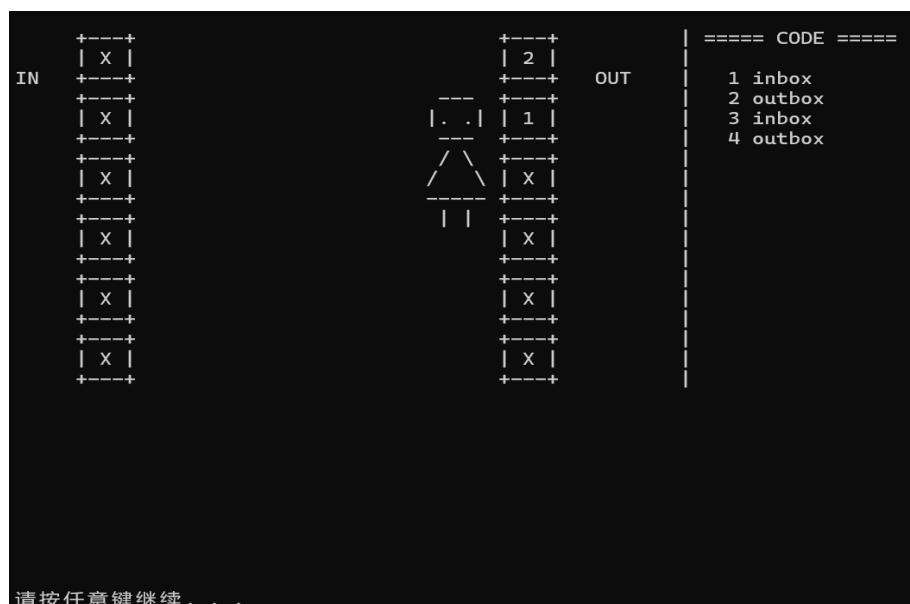 +---+ +---+ | ===== CODE =====
| X | | 2 | |
IN +---+ +---+ OUT | 1 inbox
+---+ --- +---+ | 2 outbox
| X | |. .| | 1 | | 3 inbox
+---+ --- +---+ | 4 outbox
+---+ / \ +---+ |
| X | / \ | X | |
+---+ ----- +---+ |
+---+ | | +---+ |
| X | | X | |
+---+ +---+ |
+---+ +---+ |
| X | | X | |
+---+ +---+ |
+---+ +---+ |
| X | | X | |
+---+ +---+ |
请按任意键继续. . .